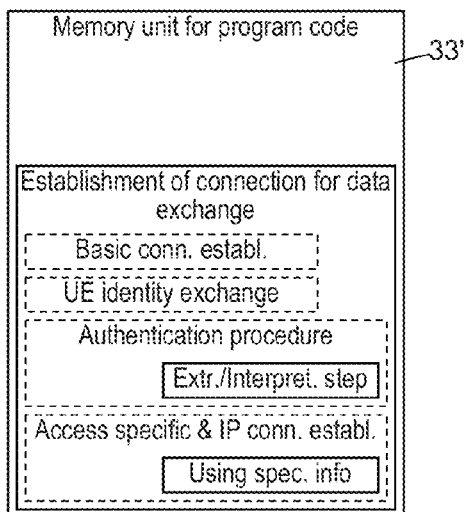 Memory unit for program code
33'
Establishment of connection for data
exchange
Basic conn. establ.
UE identity exchange
Authentication procedure
Extr./Interpret. step
Access specific & IP conn. establ.
Using spec. info